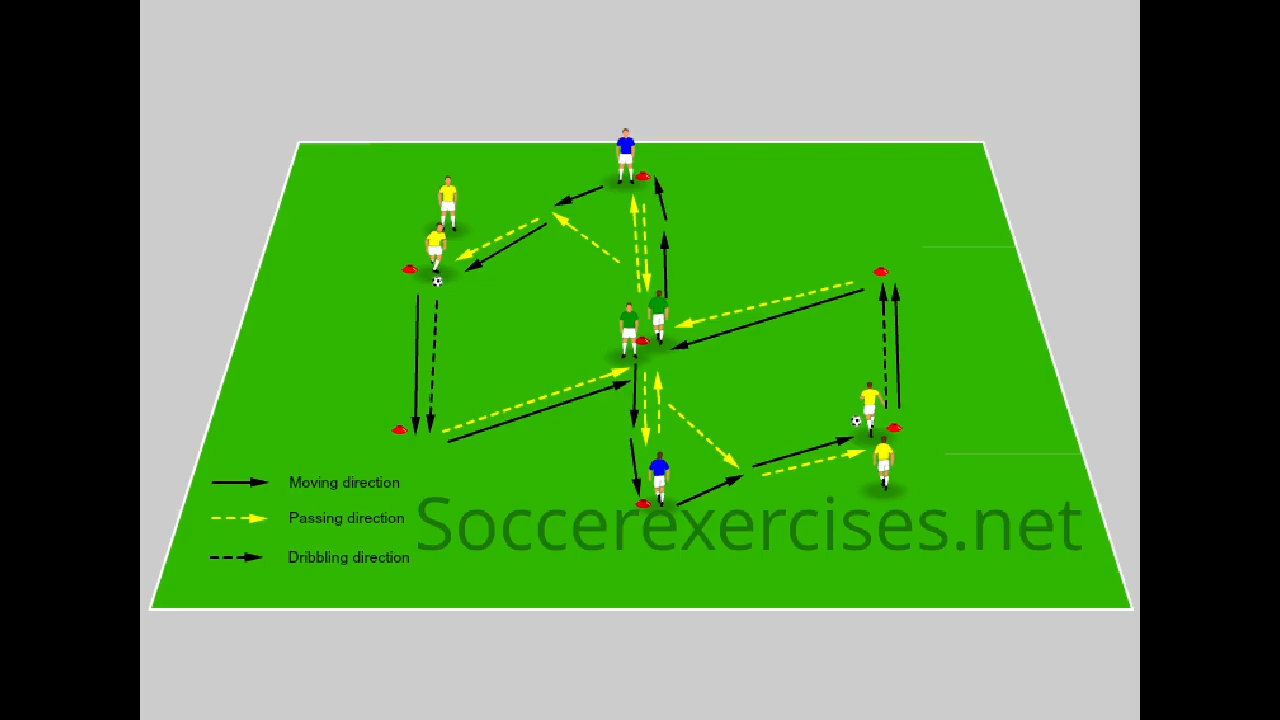 Moving direction
Passing direction
Dribbling direction
Soccerexercises.net